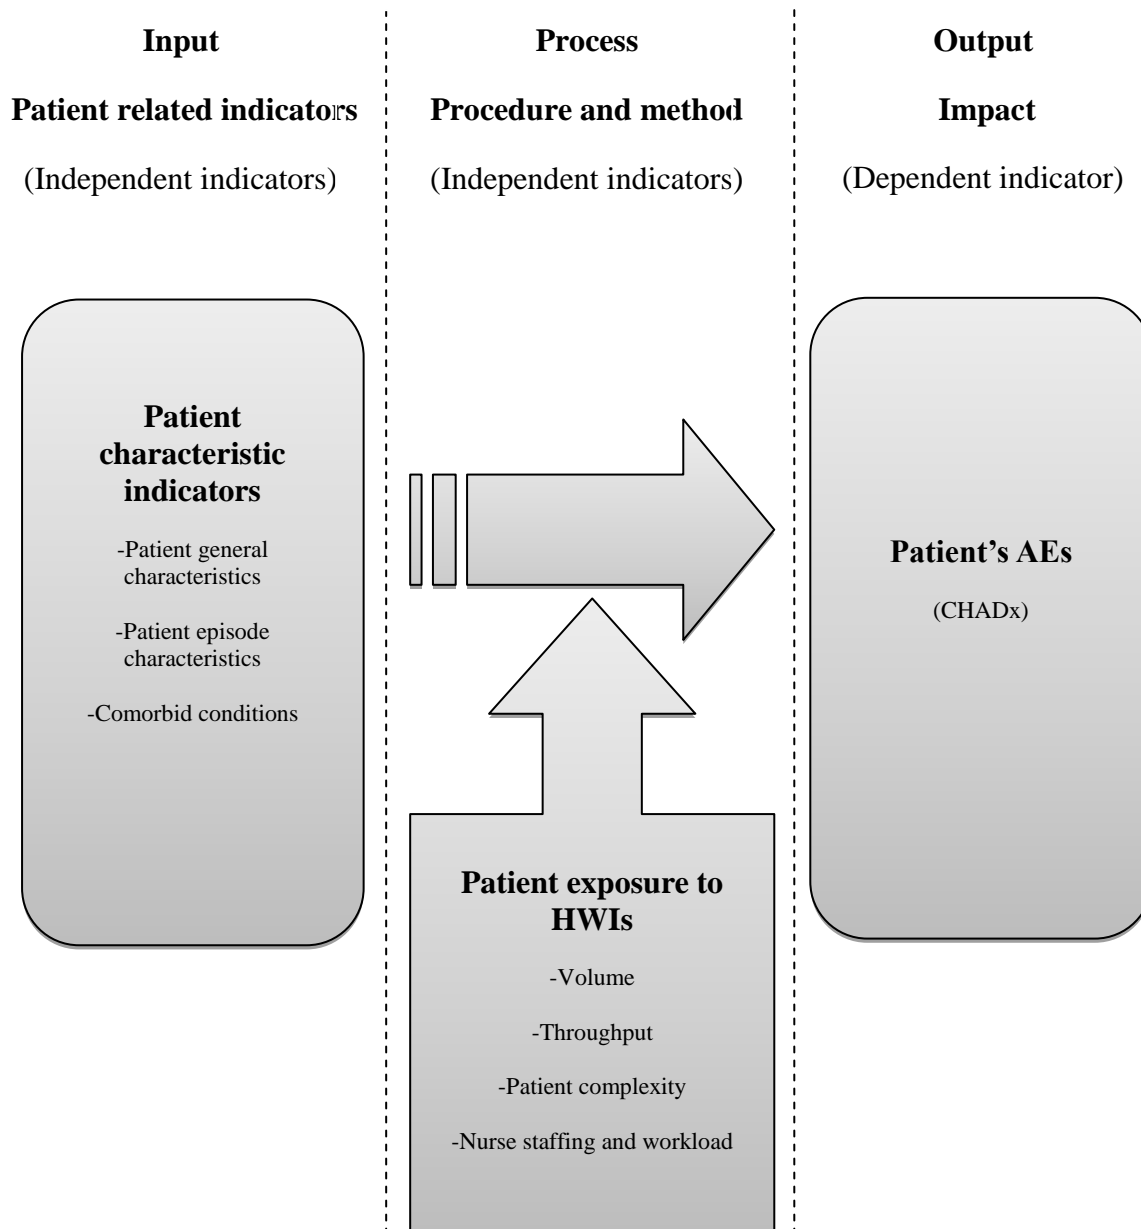 Input
Patient related indicators
(Independent indicators)
Process
Procedure and method
(Independent indicators)
Output
Impact
(Dependent indicator)
Patient
characteristic
indicators
-Patient general
characteristics
-Patient episode
characteristics
-Comorbid conditions
Patient exposure to
HWIs
-Volume
-Throughput
-Patient complexity
-Nurse staffing and workload
Patient’s AEs
(CHADx)